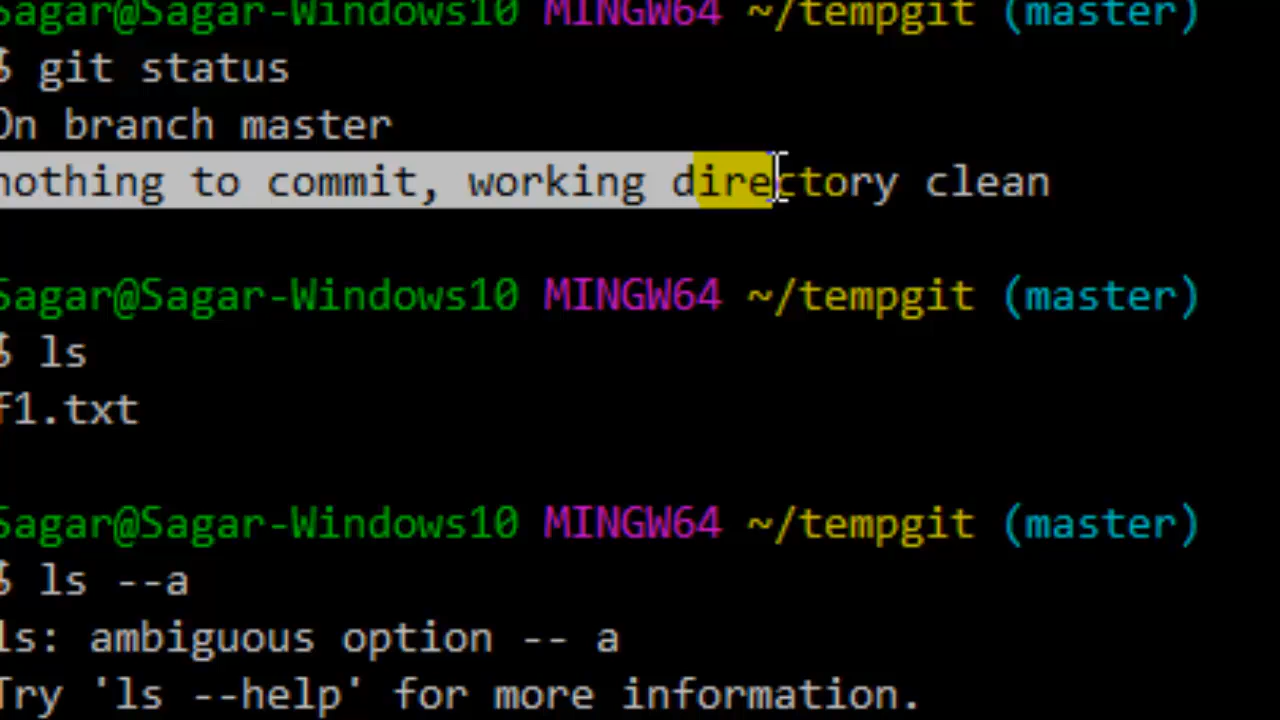 Sagar@Sagar-Windows10 MINGW64 ~/tempgit (master)
$ git status
On branch master
nothing to commit, working directory clean
Sagar@Sagar-Windows10 MINGW64 ~/tempgit (master)
$ ls
f1.txt
Sagar@Sagar-Windows10 MINGW64 ~/tempgit (master)
$ ls --a
ls: ambiguous option -- a
Try 'ls --help' for more information.